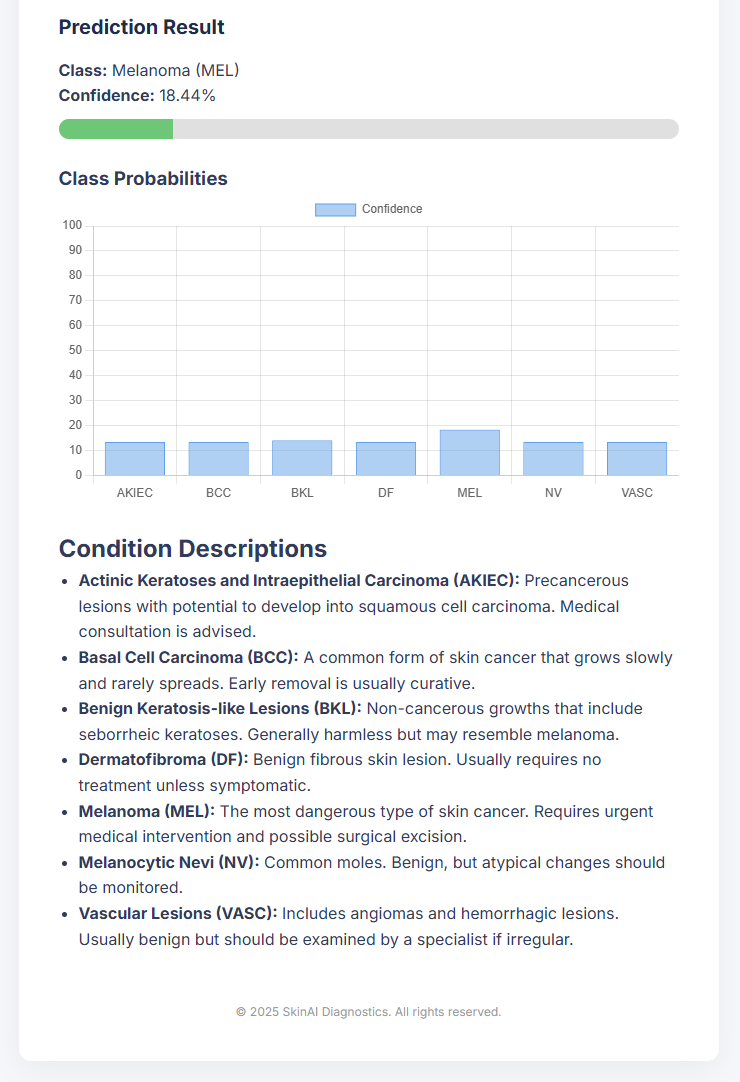 Prediction Result
Class: Melanoma (MEL)
Confidence: 18.44%
Class Probabilities
Confidence
100
90
80
70
60
50
40
30
20
10
0
AKIEC BCC BKL DF MEL NV VASC
Condition Descriptions
• Actinic Keratoses and Intraepithelial Carcinoma (AKIEC): Precancerous
lesions with potential to develop into squamous cell carcinoma. Medical
consultation is advised.
• Basal Cell Carcinoma (BCC): A common form of skin cancer that grows slowly
and rarely spreads. Early removal is usually curative.
• Benign Keratosis-like Lesions (BKL): Non-cancerous growths that include
seborrheic keratoses. Generally harmless but may resemble melanoma.
• Dermatofibroma (DF): Benign fibrous skin lesion. Usually requires no
treatment unless symptomatic.
• Melanoma (MEL): The most dangerous type of skin cancer. Requires urgent
medical intervention and possible surgical excision.
• Melanocytic Nevi (NV): Common moles. Benign, but atypical changes should
be monitored.
• Vascular Lesions (VASC): Includes angiomas and hemorrhagic lesions.
Usually benign but should be examined by a specialist if irregular.
© 2025 SkinAI Diagnostics. All rights reserved.